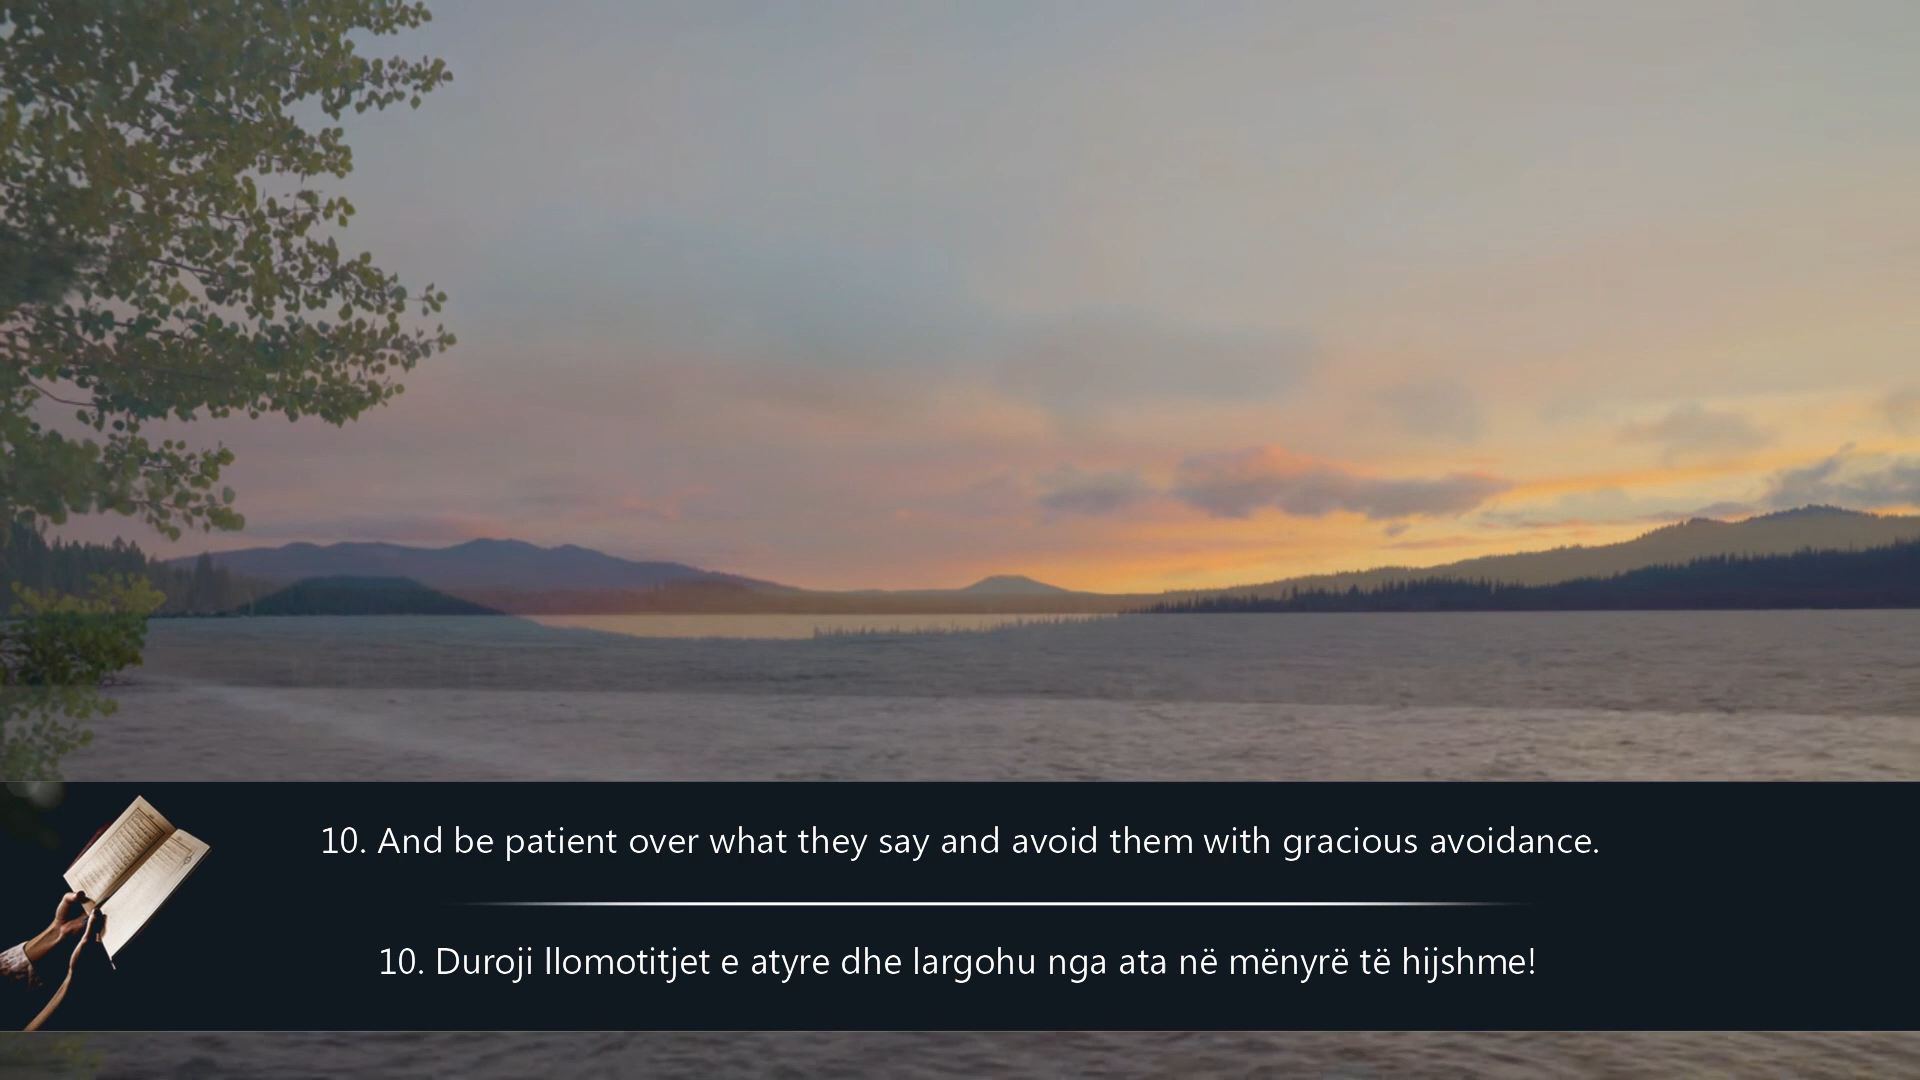 10. And be patient over what they say and avoid them with gracious avoidance.
10. Duroji llomotitjet e atyre dhe largohu nga ata në mënyrë të hijshme!